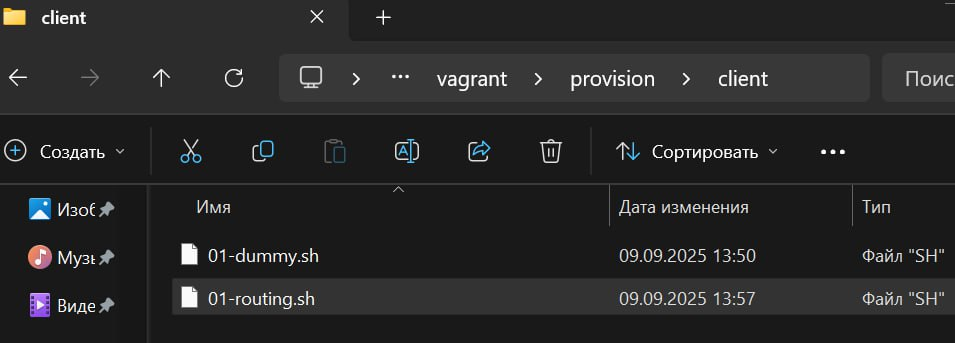 client
vagrant provision client Поис
Создать Сортировать
Имя Дата изменения Тип
Изоб
01-dummy.sh 09.09.2025 13:50 Файл "SH"
Музы
01-routing.sh 09.09.2025 13:57 Файл "SH"
Виде